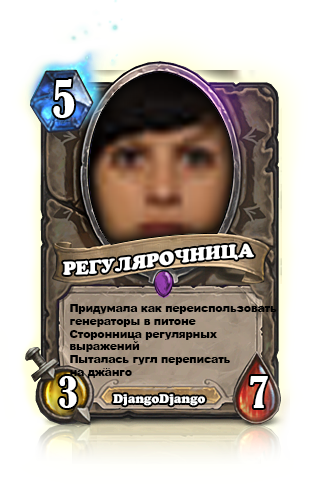 5
РЕГУЛЯРОЧНИЦА
Придумала как переиспользовать
генераторы в питоне
Сторонница регулярных
выражений
Пыталась гугл переписать
на джанго
3
DjangoDjango
7